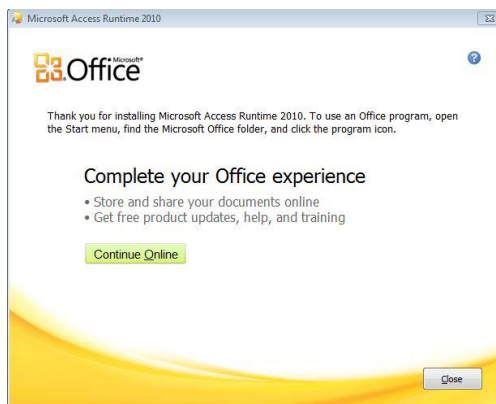 Microsoft Access Runtime 2010
Microsoft®
Office
Thank you for installing Microsoft Access Runtime 2010. To use an Office program, open
the Start menu, find the Microsoft Office folder, and click the program icon.
Complete your Office experience
• Store and share your documents online
• Get free product updates, help, and training
Continue Online
Close